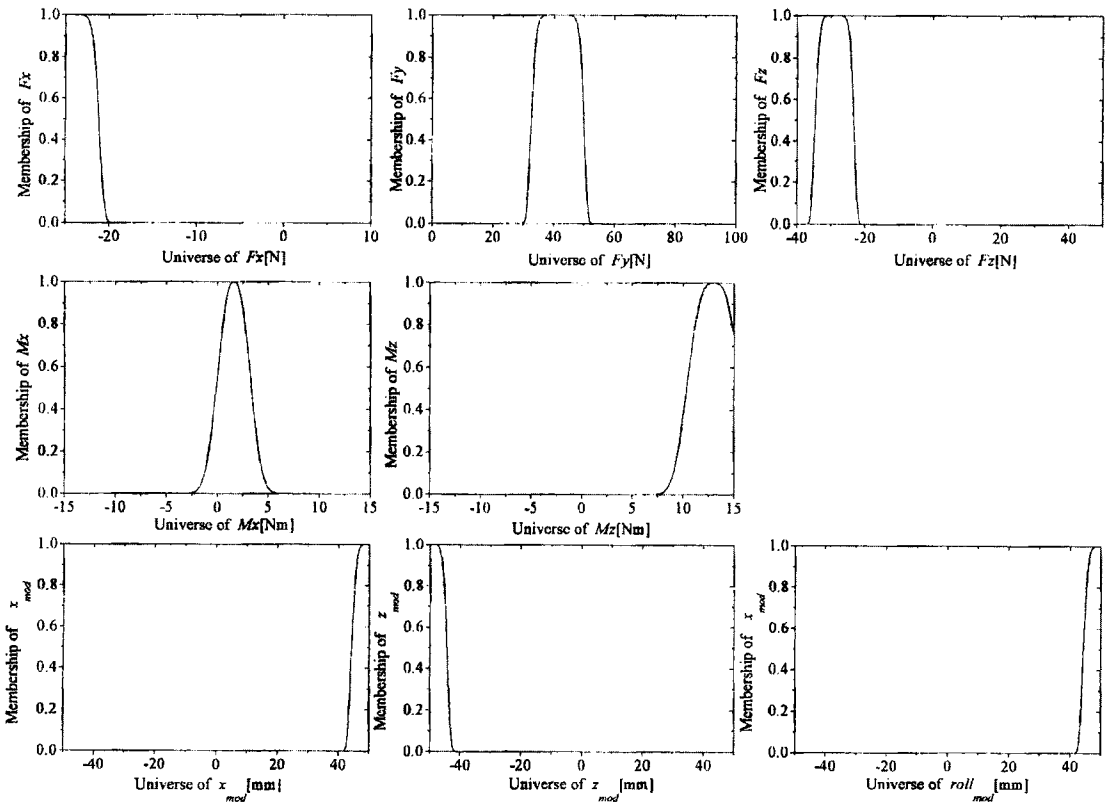 1.0
0.8
0.6
0.4
0.2
0.0
Membership of Fx
-20 -10 0 10
Universe of Fx[N]
1.0
0.8
0.6
0.4
0.2
0.0
Membership of Fy
0 20 40 60 80 100
Universe of Fy[N]
1.0
0.8
0.6
0.4
0.2
0.0
Membership of Fz
-40 -20 0 20 40
Universe of Fz[N]
1.0
0.8
0.6
0.4
0.2
0.0
Membership of Mx
-15 -10 -5 0 5 10 15
Universe of Mx[Nm]
1.0
0.8
0.6
0.4
0.2
0.0
Membership of Mz
-15 -10 -5 0 5 10 15
Universe of Mz[Nm]
1.0
0.8
0.6
0.4
0.2
0.0
Membership of x mod
-40 -20 0 20 40
Universe of x mod [mm]
1.0
0.8
0.6
0.4
0.2
0.0
Membership of z mod
-40 -20 0 20 40
Universe of z mod [mm]
1.0
0.8
0.6
0.4
0.2
0.0
Membership of x mod
-40 -20 0 20 40
Universe of roll mod [mm]